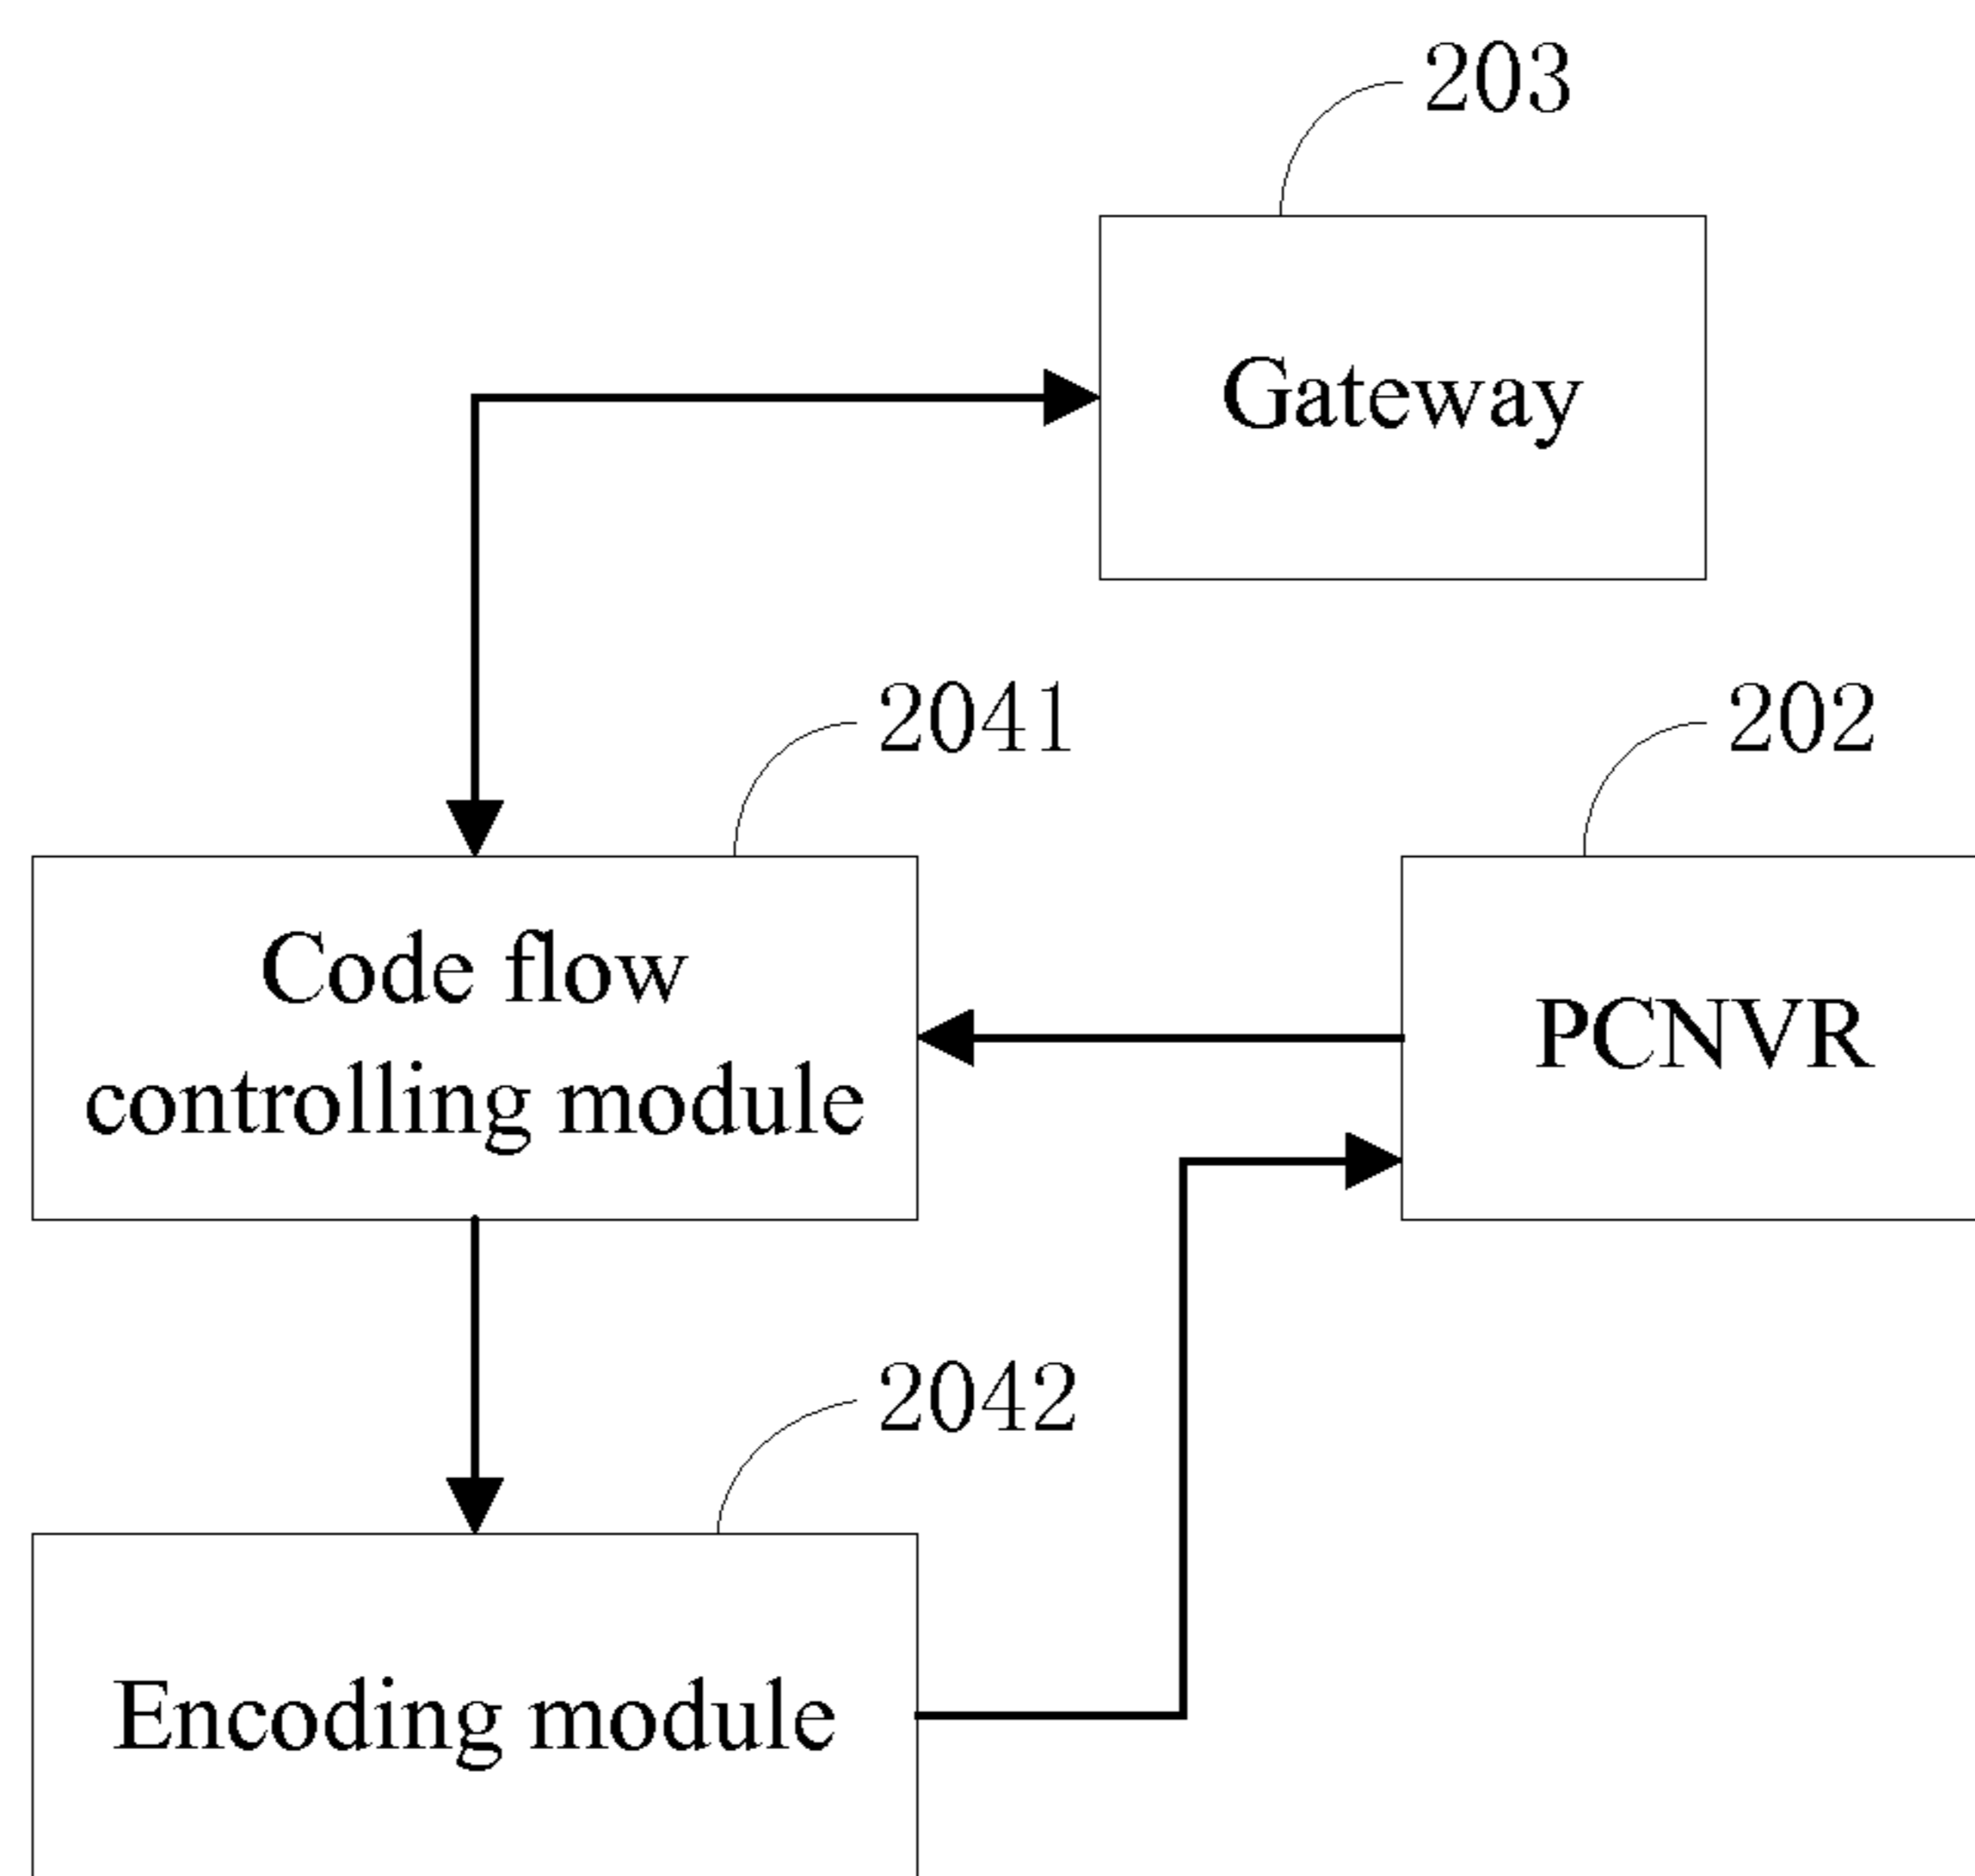 203
Gateway
2041
202
Code flow
controlling module
PCNVR
2042
Encoding module